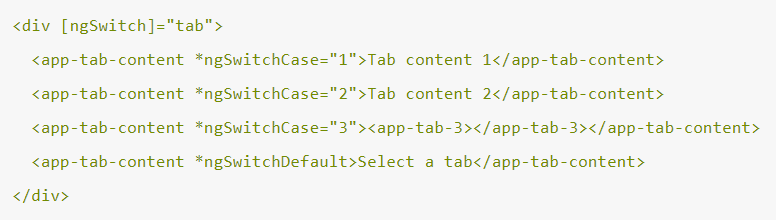 <div [ngSwitch]="tab">
<app-tab-content *ngSwitchCase="1">Tab content 1</app-tab-content>
<app-tab-content *ngSwitchCase="2">Tab content 2</app-tab-content>
<app-tab-content *ngSwitchCase="3"><app-tab-3></app-tab-3></app-tab-content>
<app-tab-content *ngSwitchDefault>Select a tab</app-tab-content>
</div>